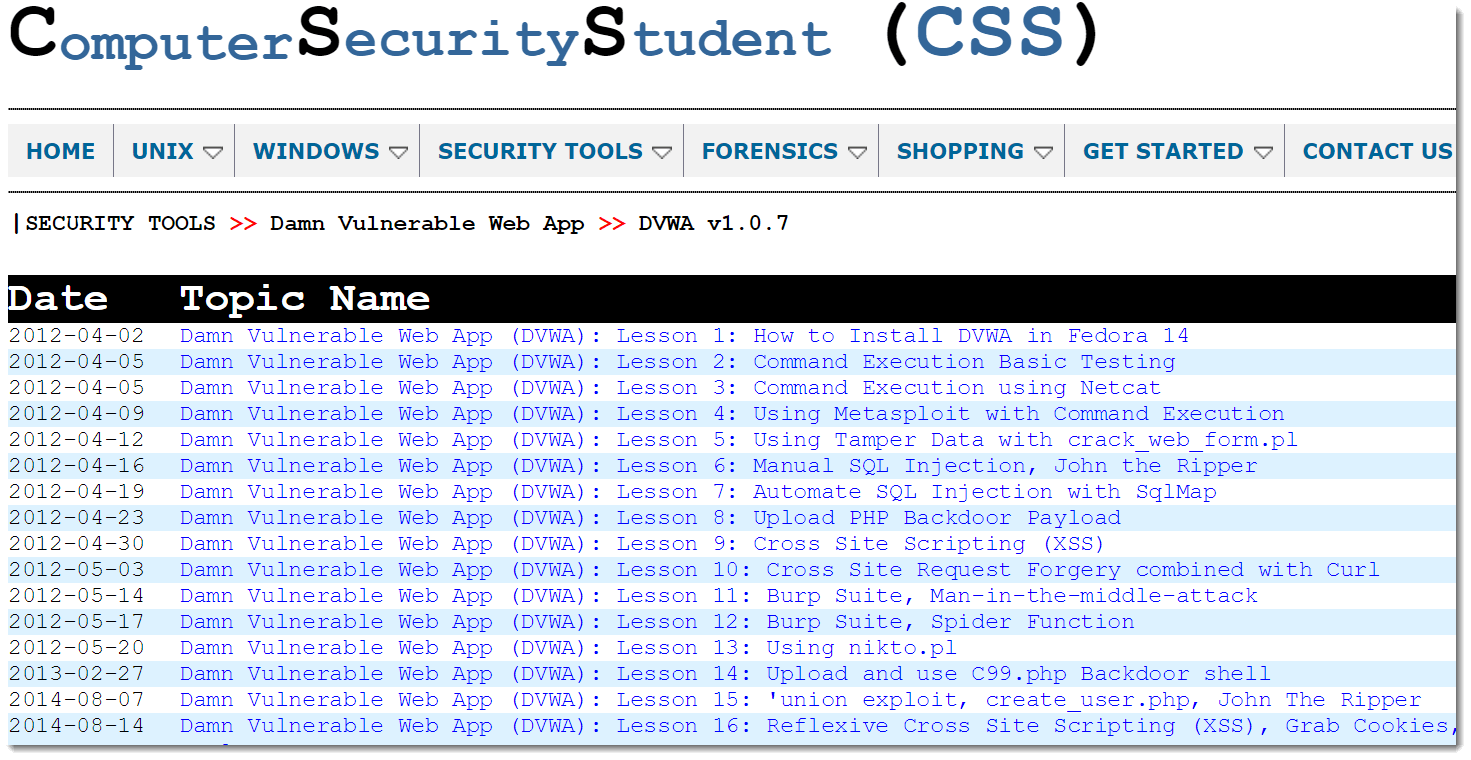 ComputerSecurityStudent (CSS)
HOME UNIX WINDOWS SECURITY TOOLS FORENSICS SHOPPING GET STARTED CONTACT US
|SECURITY TOOLS >> Damn Vulnerable Web App >> DVWA v1.0.7
Date Topic Name
2012-04-02 Damn Vulnerable Web App (DVWA): Lesson 1: How to Install DVWA in Fedora 14
2012-04-05 Damn Vulnerable Web App (DVWA): Lesson 2: Command Execution Basic Testing
2012-04-05 Damn Vulnerable Web App (DVWA): Lesson 3: Command Execution using Netcat
2012-04-09 Damn Vulnerable Web App (DVWA): Lesson 4: Using Metasploit with Command Execution
2012-04-12 Damn Vulnerable Web App (DVWA): Lesson 5: Using Tamper Data with crack_web_form.pl
2012-04-16 Damn Vulnerable Web App (DVWA): Lesson 6: Manual SQL Injection, John the Ripper
2012-04-19 Damn Vulnerable Web App (DVWA): Lesson 7: Automate SQL Injection with SqlMap
2012-04-23 Damn Vulnerable Web App (DVWA): Lesson 8: Upload PHP Backdoor Payload
2012-04-30 Damn Vulnerable Web App (DVWA): Lesson 9: Cross Site Scripting (XSS)
2012-05-03 Damn Vulnerable Web App (DVWA): Lesson 10: Cross Site Request Forgery combined with Curl
2012-05-14 Damn Vulnerable Web App (DVWA): Lesson 11: Burp Suite, Man-in-the-middle-attack
2012-05-17 Damn Vulnerable Web App (DVWA): Lesson 12: Burp Suite, Spider Function
2012-05-20 Damn Vulnerable Web App (DVWA): Lesson 13: Using nikto.pl
2013-02-27 Damn Vulnerable Web App (DVWA): Lesson 14: Upload and use C99.php Backdoor shell
2014-08-07 Damn Vulnerable Web App (DVWA): Lesson 15: 'union exploit, create_user.php, John The Ripper
2014-08-14 Damn Vulnerable Web App (DVWA): Lesson 16: Reflexive Cross Site Scripting (XSS), Grab Cookies,